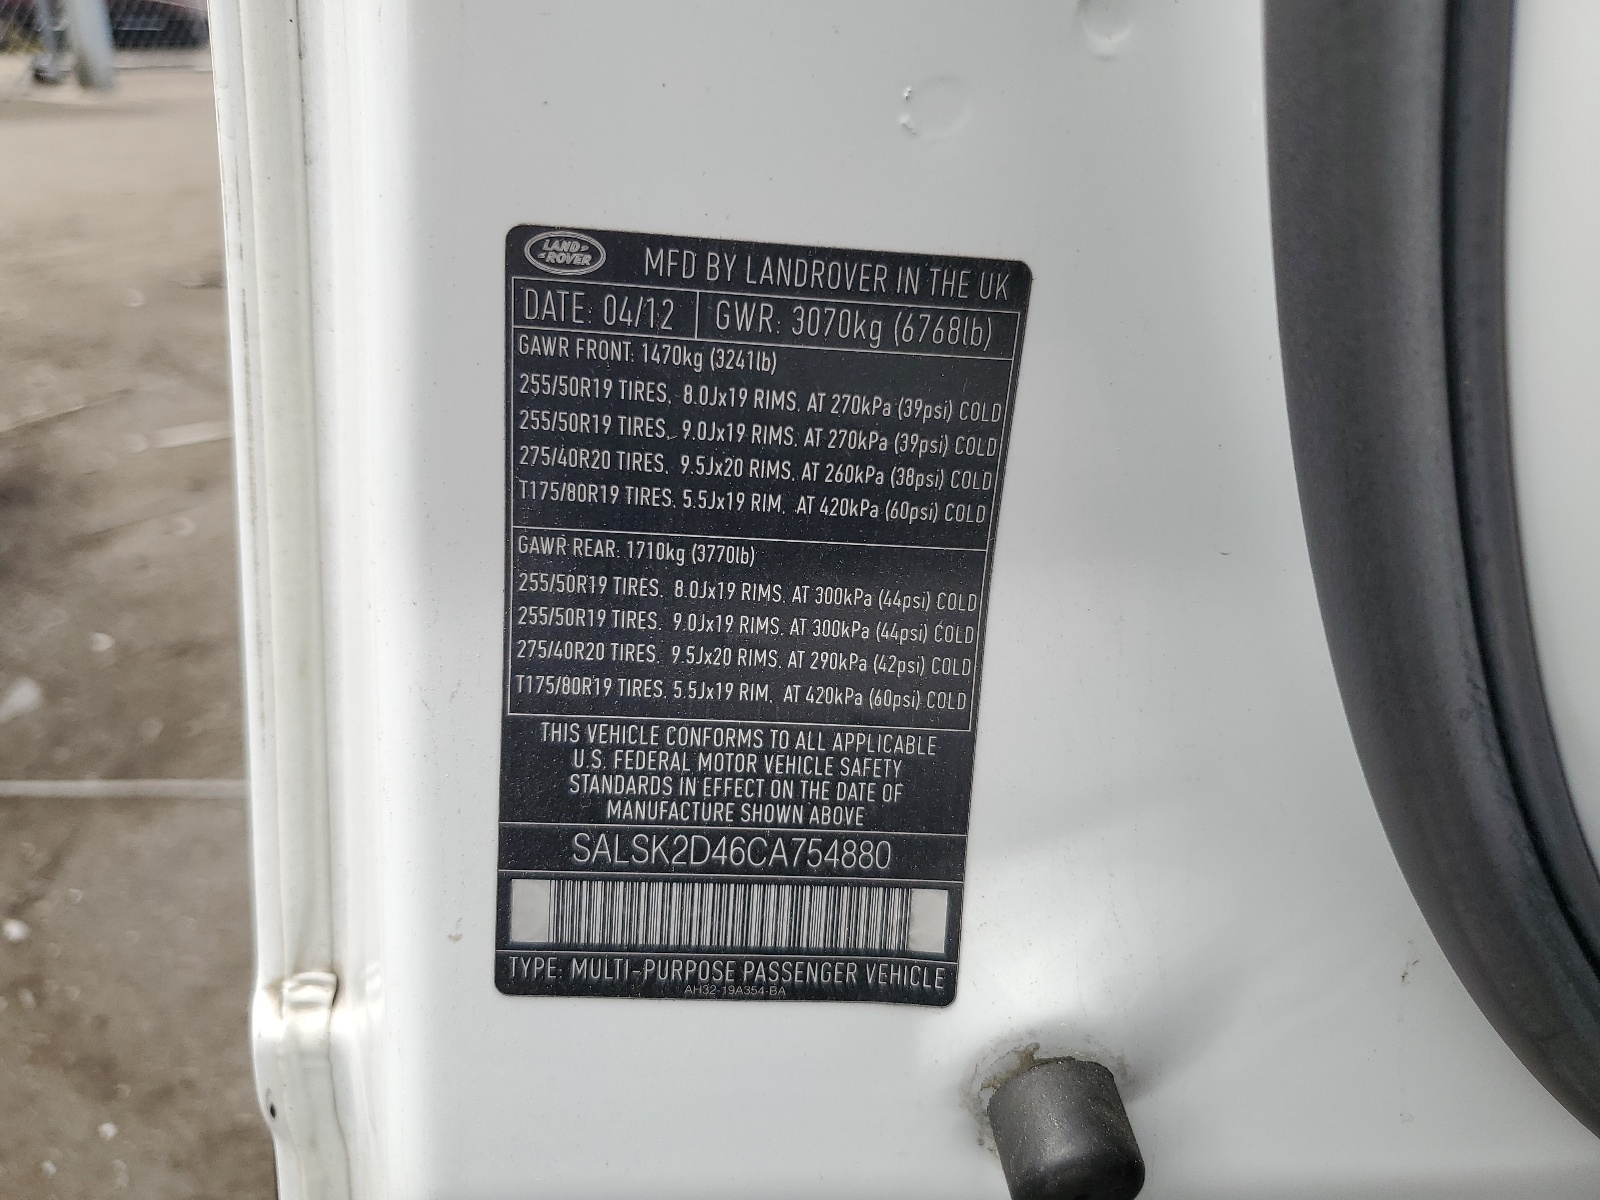 LAND
ROVER
MFD BY LANDROVER IN THE UK
DATE: 04/12 GWR: 3070kg (6768lb)
GAWR FRONT: 1470kg (3241lb)
255/50R19 TIRES, 8.0Jx19 RIMS, AT 270kPa (39psi) COLD
255/50R19 TIRES, 9.0Jx19 RIMS, AT 270kPa (39psi) COLD
275/40R20 TIRES, 9.5Jx20 RIMS, AT 260kPa (38psi) COLD
T175/80R19 TIRES, 5.5Jx19 RIM, AT 420kPa (60psi) COLD
GAWR REAR: 1710kg (3770lb)
255/50R19 TIRES, 8.0Jx19 RIMS, AT 300kPa (44psi) COLD
255/50R19 TIRES, 9.0Jx19 RIMS, AT 300kPa (44psi) COLD
275/40R20 TIRES, 9.5Jx20 RIMS, AT 290kPa (42psi) COLD
T175/80R19 TIRES, 5.5Jx19 RIM, AT 420kPa (60psi) COLD
THIS VEHICLE CONFORMS TO ALL APPLICABLE
U.S. FEDERAL MOTOR VEHICLE SAFETY
STANDARDS IN EFFECT ON THE DATE OF
MANUFACTURE SHOWN ABOVE
SALSK2D46CA754880
TYPE: MULTI-PURPOSE PASSENGER VEHICLE
AH32-19A354-BA